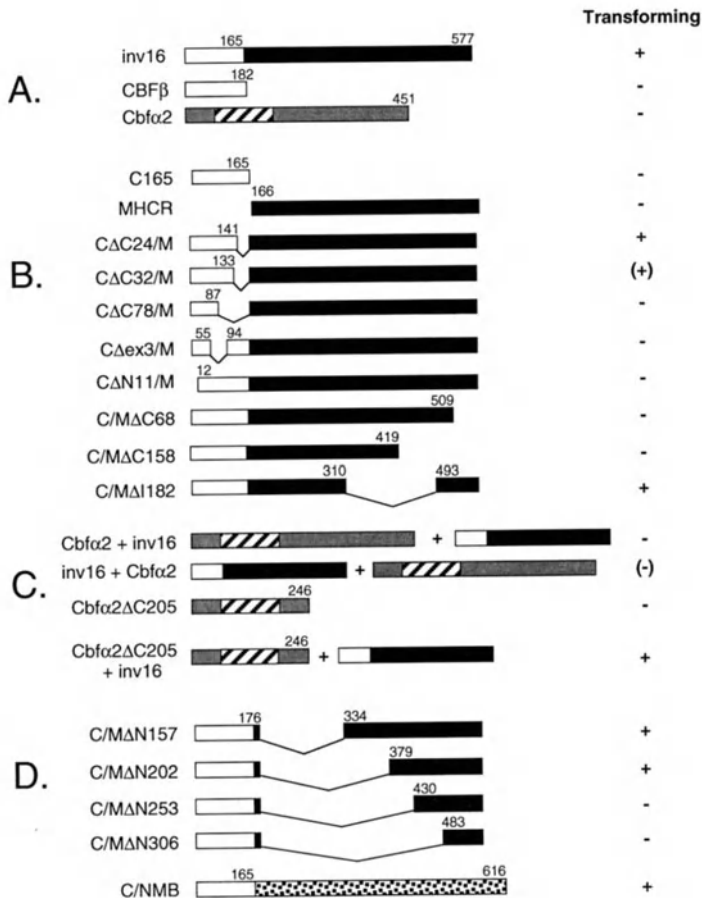 Transforming
165 577
inv16 +
182
A. CBFβ -
451
Cbfα2 -
165
C165 -
166
MHCR -
141
CΔC24/M +
133
B. CΔC32/M (+)
87
CΔC78/M -
55 94
CΔex3/M -
12
CΔN11/M -
509
C/MΔC68 -
419
C/MΔC158 -
310 493
C/MΔI182 +
Cbfα2 + inv16 + -
inv16 + Cbfα2 + (-)
C.
246
Cbfα2ΔC205 -
246
Cbfα2ΔC205 + +
+ inv16
176 334
C/MΔN157 +
379
D. C/MΔN202 +
430
C/MΔN253 -
483
C/MΔN306 -
165 616
C/NMB +